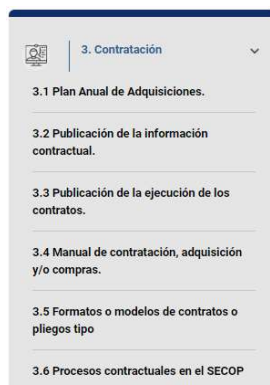 3. Contratación
3.1 Plan Anual de Adquisiciones.
3.2 Publicación de la información
contractual.
3.3 Publicación de la ejecución de los
contratos.
3.4 Manual de contratación, adquisición
y/o compras.
3.5 Formatos o modelos de contratos o
pliegos tipo
3.6 Procesos contractuales en el SECOP